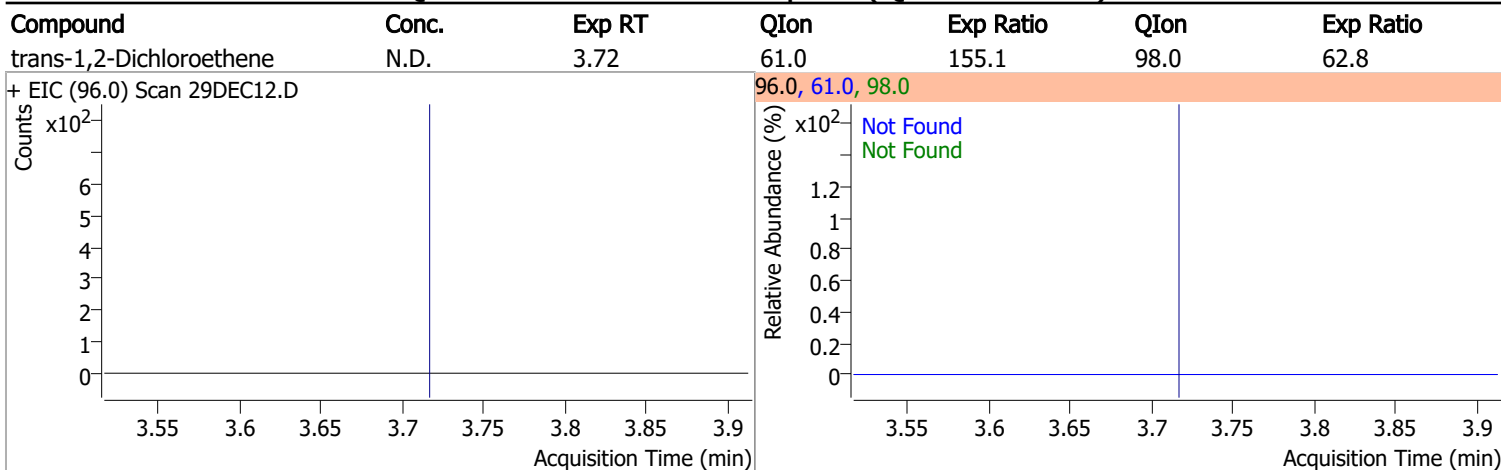 Compound Conc. Exp RT QIon Exp Ratio QIon Exp Ratio
trans-1,2-Dichloroethene N.D. 3.72 61.0 155.1 98.0 62.8
+ EIC (96.0) Scan 29DEC12.D
Counts
x10²
6
5
4
3
2
1
0
3.55 3.6 3.65 3.7 3.75 3.8 3.85 3.9
Acquisition Time (min)
96.0, 61.0, 98.0
Relative Abundance (%)
x10²
Not Found
Not Found
1.2
1
0.8
0.6
0.4
0.2
0
3.55 3.6 3.65 3.7 3.75 3.8 3.85 3.9
Acquisition Time (min)